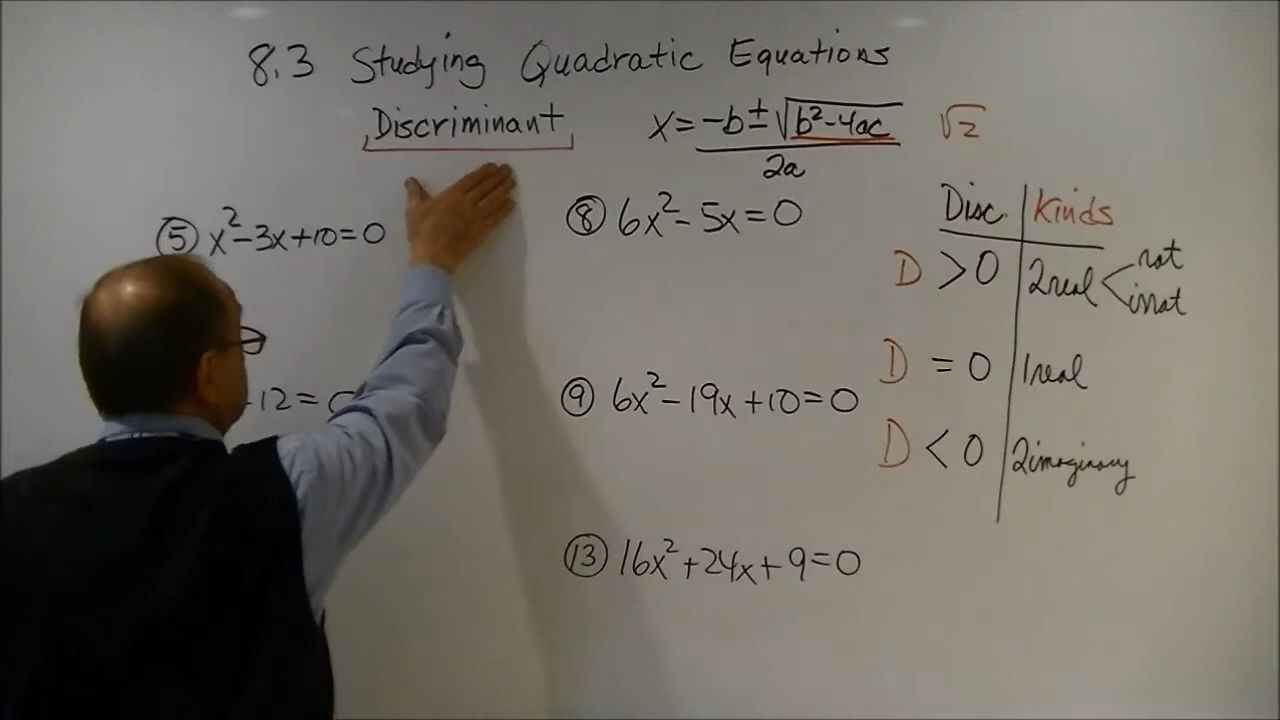 8.3 Studying Quadratic Equations
Discriminant
x = -b ± √b² - 4ac / 2a
√2
⑤ x² - 3x + 10 = 0
12 = 0
⑧ 6x² - 5x = 0
⑨ 6x² - 19x + 10 = 0
⑬ 16x² + 24x + 9 = 0
Disc. | Kinds
D > 0 | 2 real < rat
irrat
D = 0 | 1 real
D < 0 | 2 imaginary